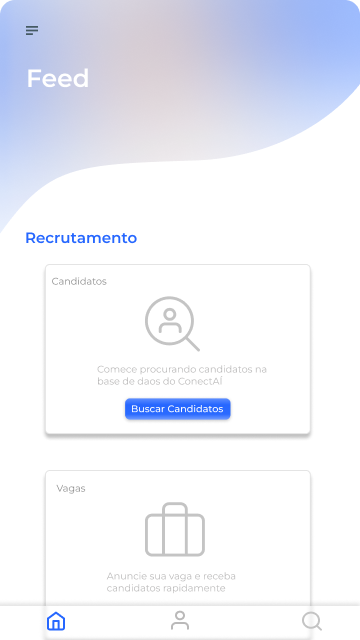 Feed
Recrutamento
Candidatos
Comece procurando candidatos na
base de daos do ConectAÍ
Buscar Candidatos
Vagas
Anuncie sua vaga e receba
candidatos rapidamente